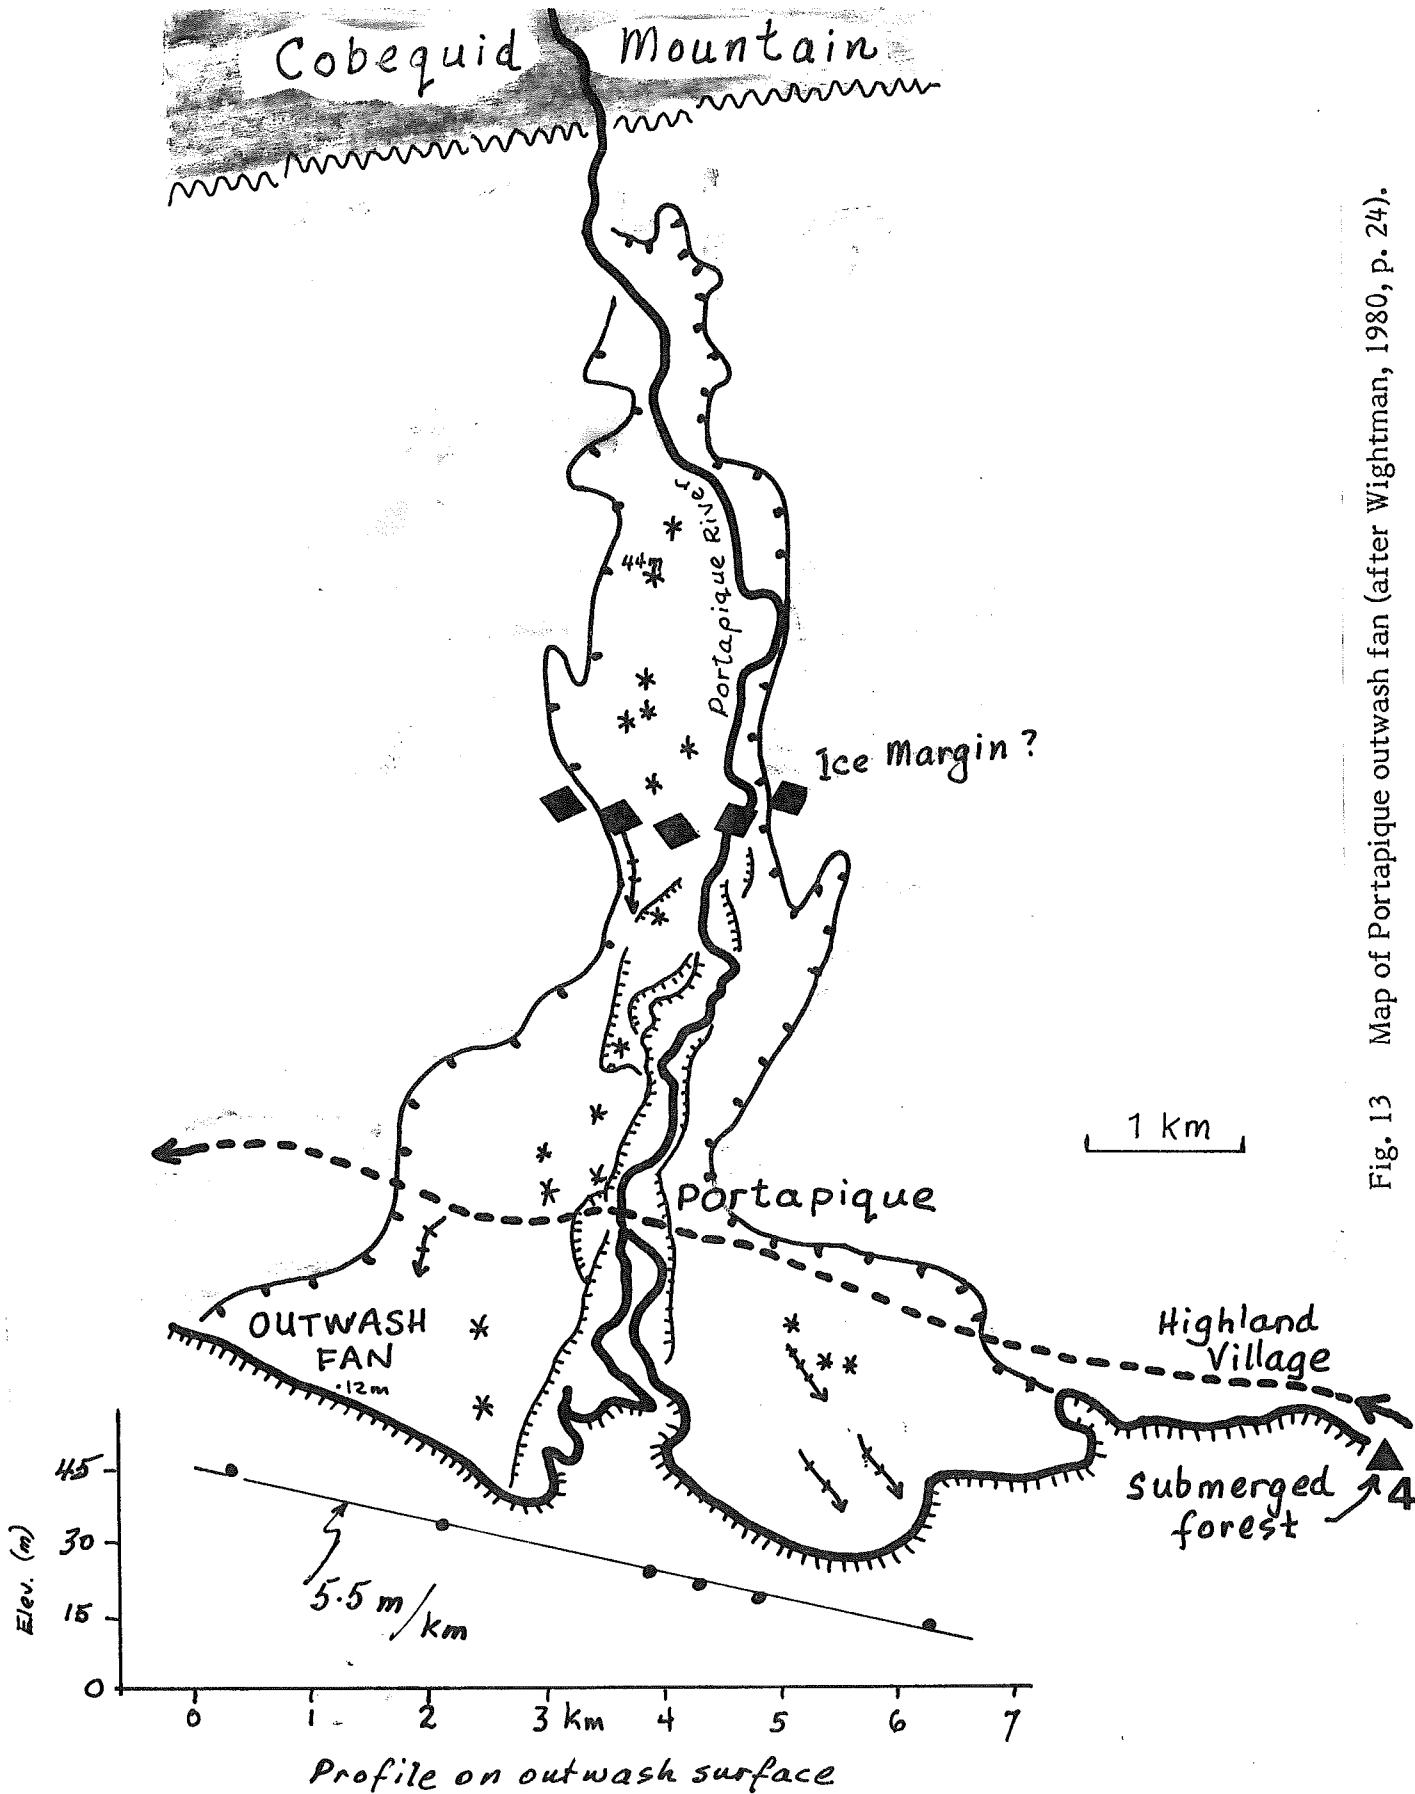 Cobequid Mountain
44m
Portapique River
Ice Margin ?
1 km
Portapique
OUTWASH
FAN
.12m
Highland
Village
Submerged
forest
4
45
30
15
0
Elev. (m)
5.5 m/km
0 1 2 3 km 4 5 6 7
Profile on outwash surface
Fig. 13 Map of Portapique outwash fan (after Wightman, 1980, p. 24).